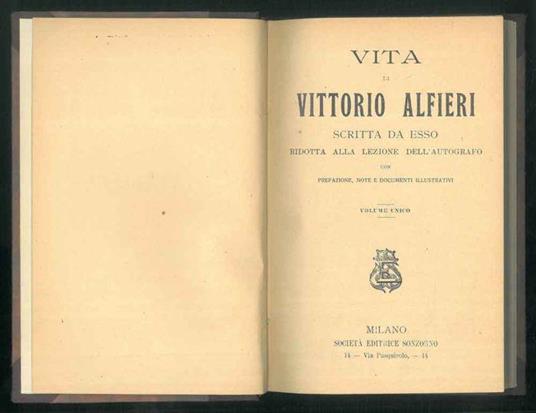 VITA
DI
VITTORIO ALFIERI
SCRITTA DA ESSO
RIDOTTA ALLA LEZIONE DELL'AUTOGRAFO
CON
PREFAZIONE, NOTE E DOCUMENTI ILLUSTRATIVI
VOLUME UNICO
MILANO
SOCIETÀ EDITRICE SONZOGNO
14 — Via Pasquirolo, — 14